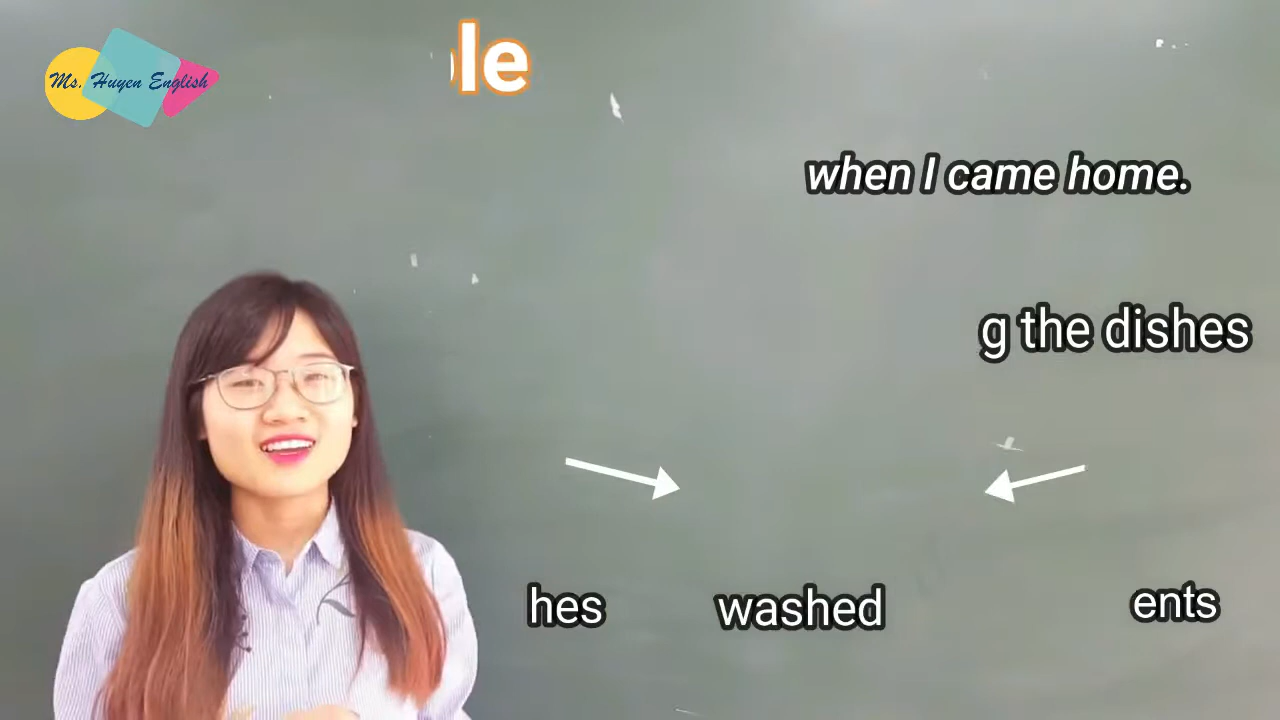 Ms. Huyen English
le
when I came home.
g the dishes
hes washed ents